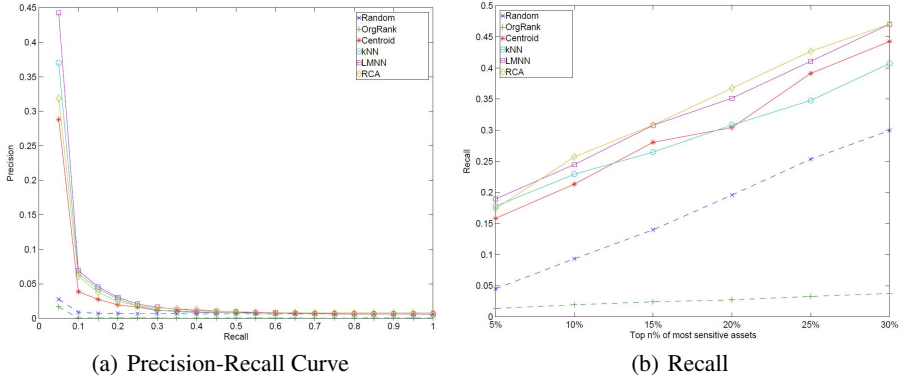 0.45
0.4
0.35
0.3
0.25
0.2
0.15
0.1
0.05
0
Precision
0 0.1 0.2 0.3 0.4 0.5 0.6 0.7 0.8 0.9 1
Recall
Random
OrgRank
Centroid
kNN
LMNN
RCA
(a) Precision-Recall Curve
0.5
0.45
0.4
0.35
0.3
0.25
0.2
0.15
0.1
0.05
0
Recall
5% 10% 15% 20% 25% 30%
Top n% of most sensitive assets
Random
OrgRank
Centroid
kNN
LMNN
RCA
(b) Recall